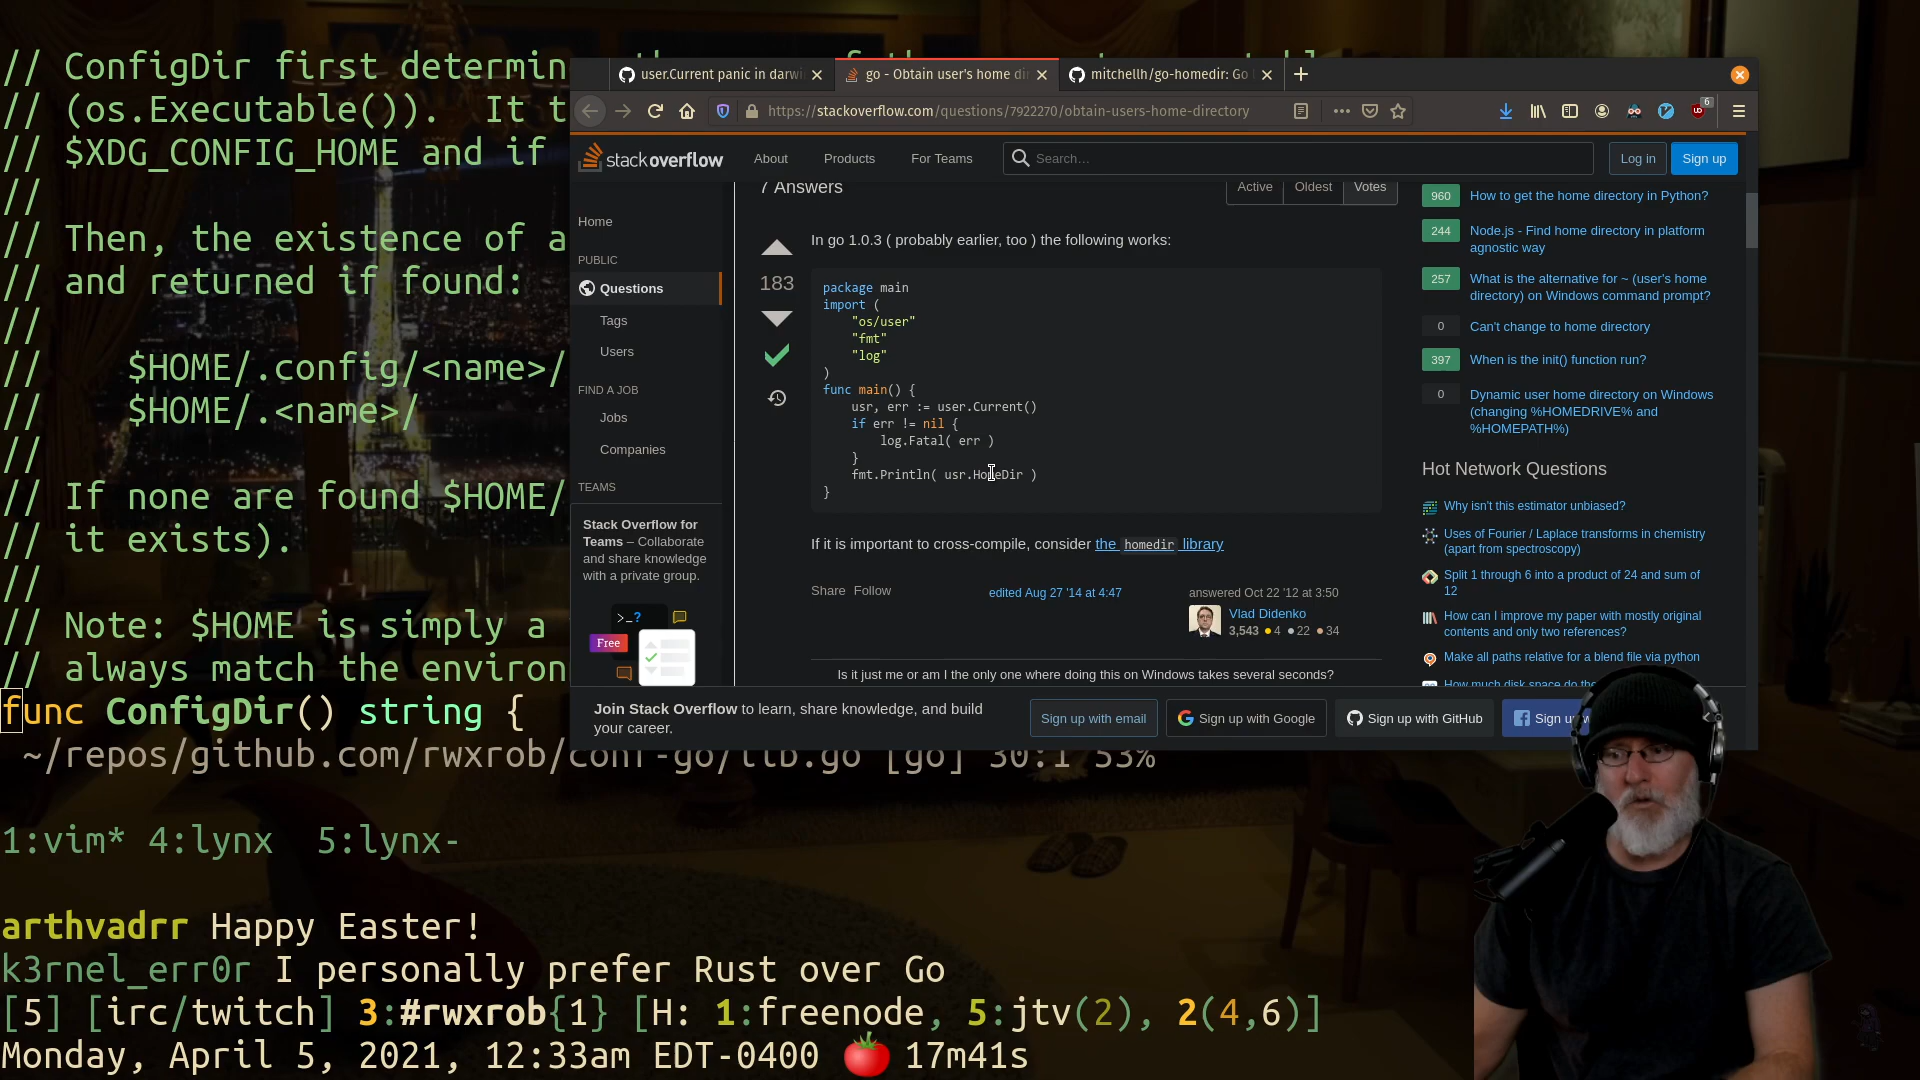 // ConfigDir first determin
// (os.Executable()).  It t
// $XDG_CONFIG_HOME and if
//
// Then, the existence of a
// and returned if found:
//
//    $HOME/.config/<name>/
//    $HOME/.<name>/
//
// If none are found $HOME/
// it exists).
//
// Note: $HOME is simply a
// always match the environ
func ConfigDir() string {
~/repos/github.com/rwxrob/conf-go/lib.go [go] 30:1 53%
1:vim* 4:lynx  5:lynx-
arthvadrr Happy Easter!
k3rnel_err0r I personally prefer Rust over Go
[5] [irc/twitch] 3:#rwxrob{1} [H: 1:freenode, 5:jtv(2), 2(4,6)]
Monday, April 5, 2021, 12:33am EDT-0400 🍅 17m41s
user.Current panic in darwi
go - Obtain user's home di
mitchellh/go-homedir: Go
https://stackoverflow.com/questions/7922270/obtain-users-home-directory
6
stackoverflow
About
Products
For Teams
Search…
Log in
Sign up
Home
PUBLIC
Questions
Tags
Users
FIND A JOB
Jobs
Companies
TEAMS
Stack Overflow for
Teams – Collaborate
and share knowledge
with a private group.
>_?
Free
7 Answers
Active
Oldest
Votes
183
In go 1.0.3 ( probably earlier, too ) the following works:
package main
import (
    "os/user"
    "fmt"
    "log"
)
func main() {
    usr, err := user.Current()
    if err != nil {
        log.Fatal( err )
    }
    fmt.Println( usr.HomeDir )
}
If it is important to cross-compile, consider the homedir library
Share Follow
edited Aug 27 '14 at 4:47
answered Oct 22 '12 at 3:50
Vlad Didenko
3,543 ●4 ●22 ●34
Is it just me or am I the only one where doing this on Windows takes several seconds?
960 How to get the home directory in Python?
244 Node.js - Find home directory in platform
agnostic way
257 What is the alternative for ~ (user's home
directory) on Windows command prompt?
0 Can't change to home directory
397 When is the init() function run?
0 Dynamic user home directory on Windows
(changing %HOMEDRIVE% and
%HOMEPATH%)
Hot Network Questions
Why isn't this estimator unbiased?
Uses of Fourier / Laplace transforms in chemistry
(apart from spectroscopy)
Split 1 through 6 into a product of 24 and sum of
12
How can I improve my paper with mostly original
contents and only two references?
Make all paths relative for a blend file via python
Join Stack Overflow to learn, share knowledge, and build
your career.
Sign up with email
Sign up with Google
Sign up with GitHub
Sign up